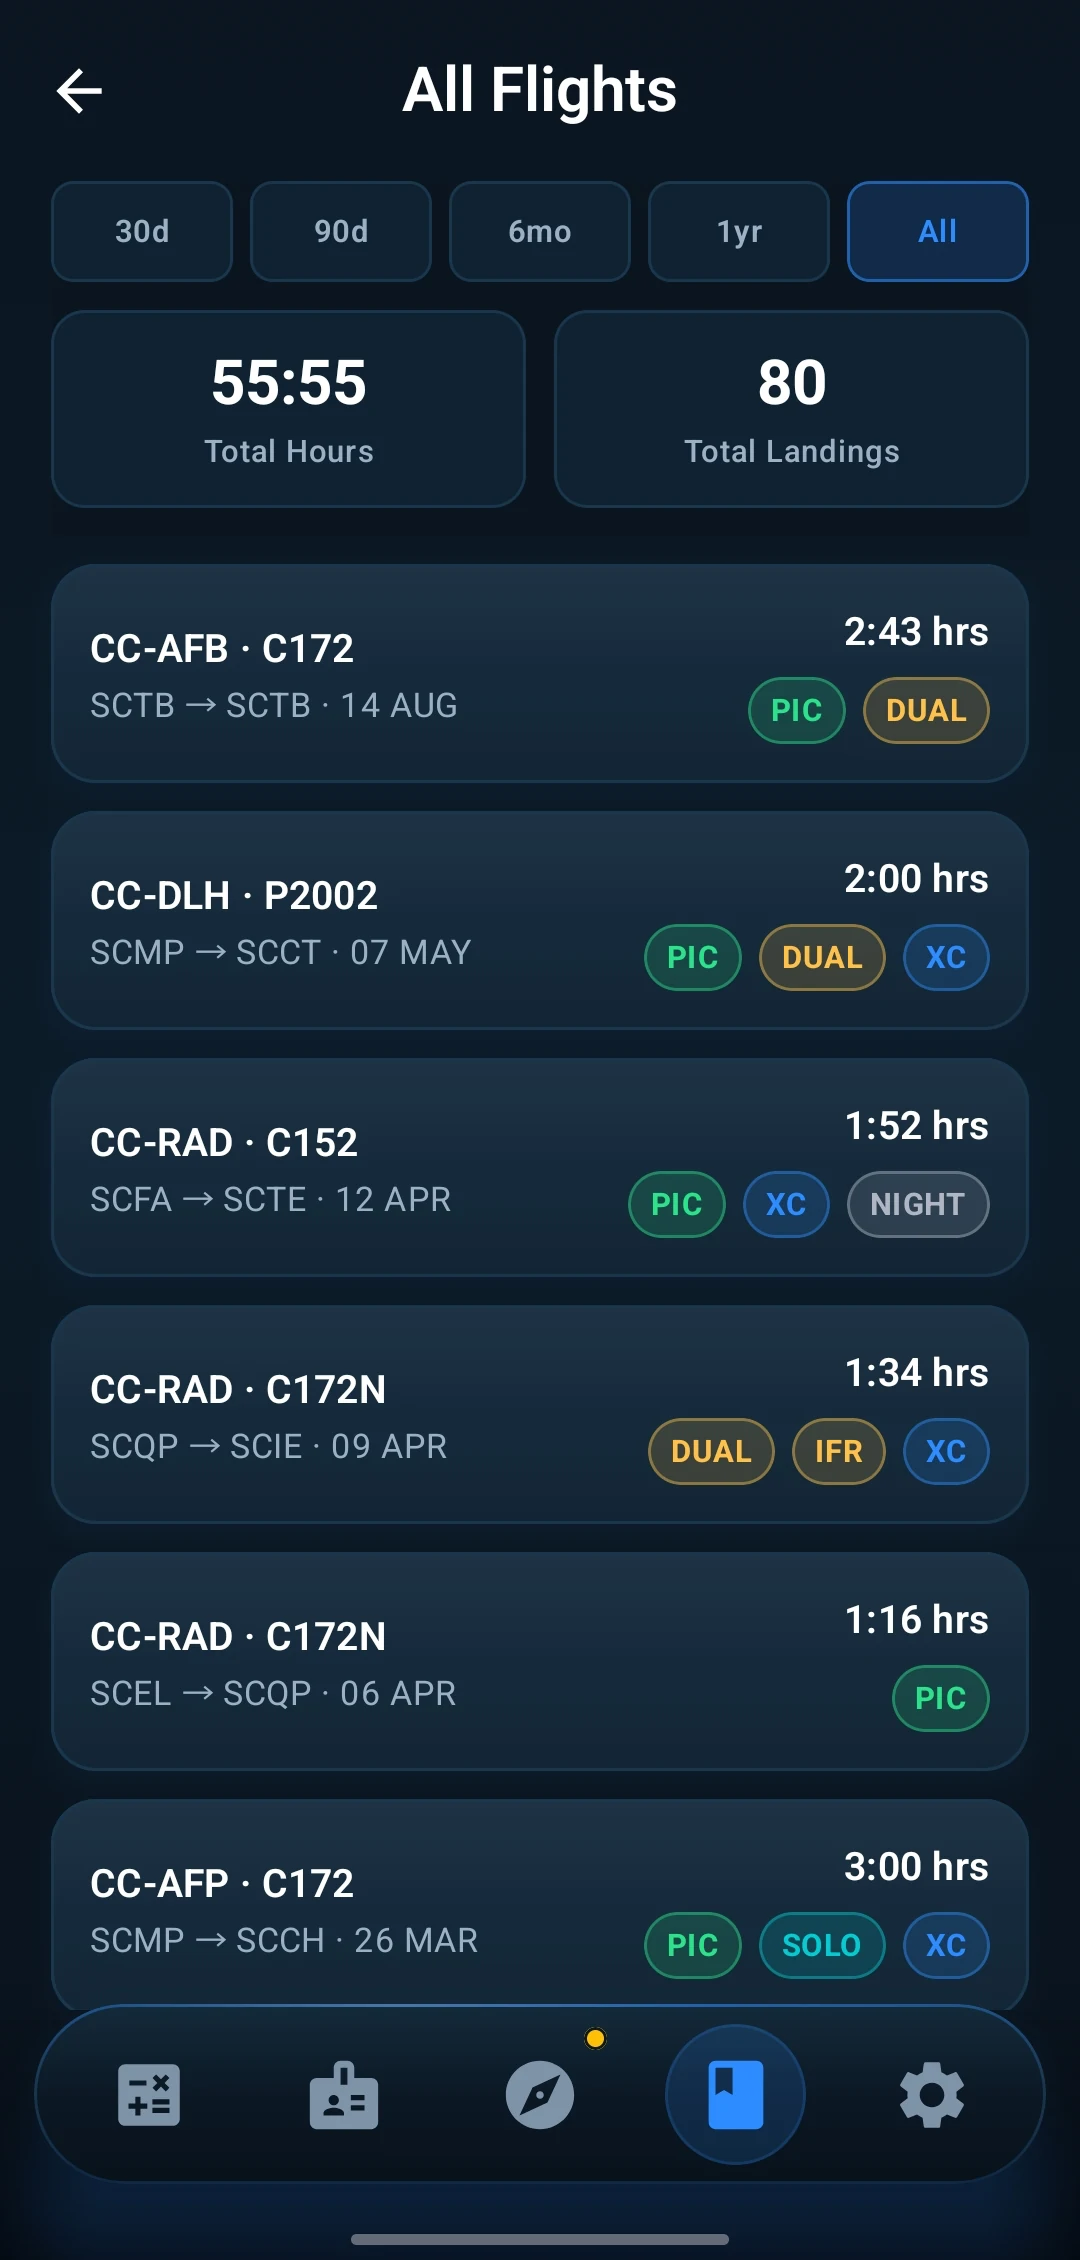 All Flights
30d 90d 6mo 1yr All
55:55 80
Total Hours Total Landings
2:43 hrs
CC-AFB · C172
SCTB → SCTB · 14 AUG
PIC DUAL
2:00 hrs
CC-DLH · P2002
SCMP → SCCT · 07 MAY
PIC DUAL XC
1:52 hrs
CC-RAD · C152
SCFA → SCTE · 12 APR
PIC XC NIGHT
1:34 hrs
CC-RAD · C172N
SCQP → SCIE · 09 APR
DUAL IFR XC
1:16 hrs
CC-RAD · C172N
SCEL → SCQP · 06 APR
PIC
3:00 hrs
CC-AFP · C172
SCMP → SCCH · 26 MAR
PIC SOLO XC